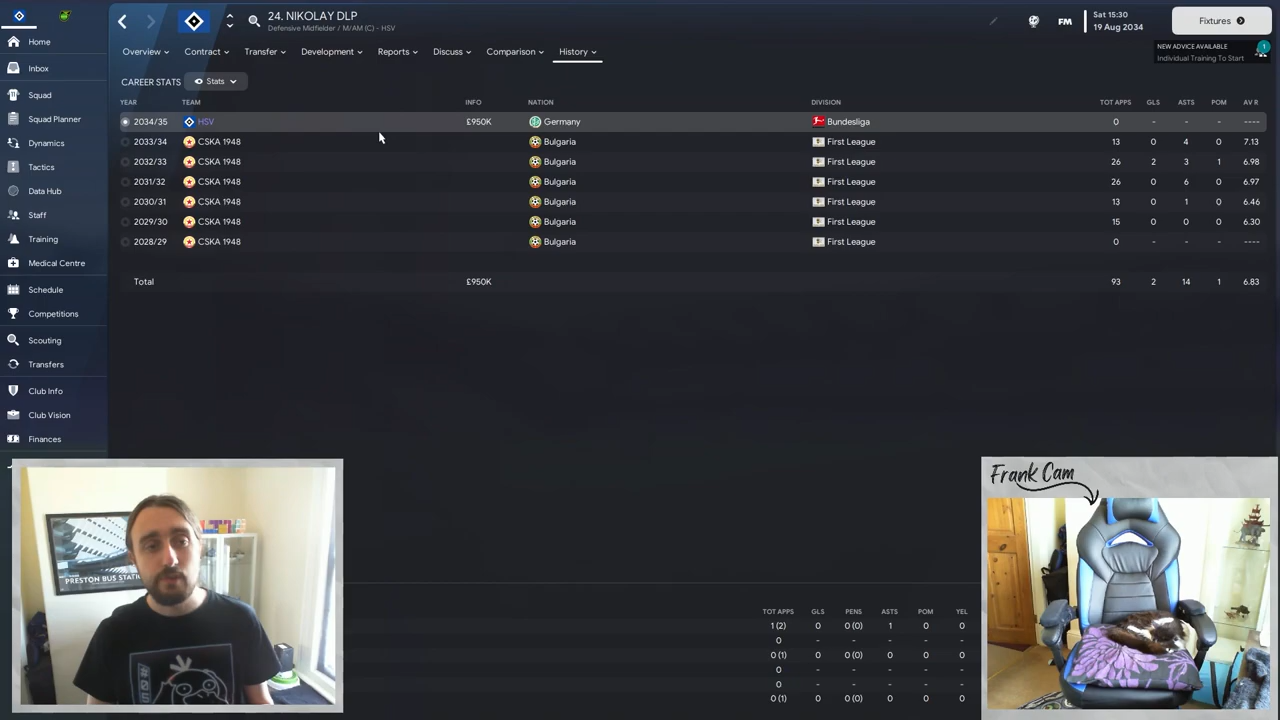 24. NIKOLAY DLP
Defensive Midfielder / M/AM (C) - HSV
FM
Sat 15:30
19 Aug 2034
Fixtures
NEW ADVICE AVAILABLE
Individual Training To Start
1
Home
Inbox
Squad
Squad Planner
Dynamics
Tactics
Data Hub
Staff
Training
Medical Centre
Schedule
Competitions
Scouting
Transfers
Club Info
Club Vision
Finances
Overview Contract Transfer Development Reports Discuss Comparison History
CAREER STATS Stats
YEAR TEAM INFO NATION DIVISION TOT APPS GLS ASTS POM AV R
2034/35 HSV £950K Germany Bundesliga 0 - - - ----
2033/34 CSKA 1948 Bulgaria First League 13 0 4 0 7.13
2032/33 CSKA 1948 Bulgaria First League 26 2 3 1 6.98
2031/32 CSKA 1948 Bulgaria First League 26 0 6 0 6.97
2030/31 CSKA 1948 Bulgaria First League 13 0 1 0 6.46
2029/30 CSKA 1948 Bulgaria First League 15 0 0 0 6.30
2028/29 CSKA 1948 Bulgaria First League 0 - - - ----
Total £950K 93 2 14 1 6.83
TOT APPS GLS PENS ASTS POM YEL
1 (2) 0 0 (0) 1 0 0
0 - - - - -
0 (1) 0 0 (0) 0 0 0
0 - - - - -
0 - - - - -
0 (1) 0 0 (0) 0 0 0
PRESTON BUS STATI
Frank Cam